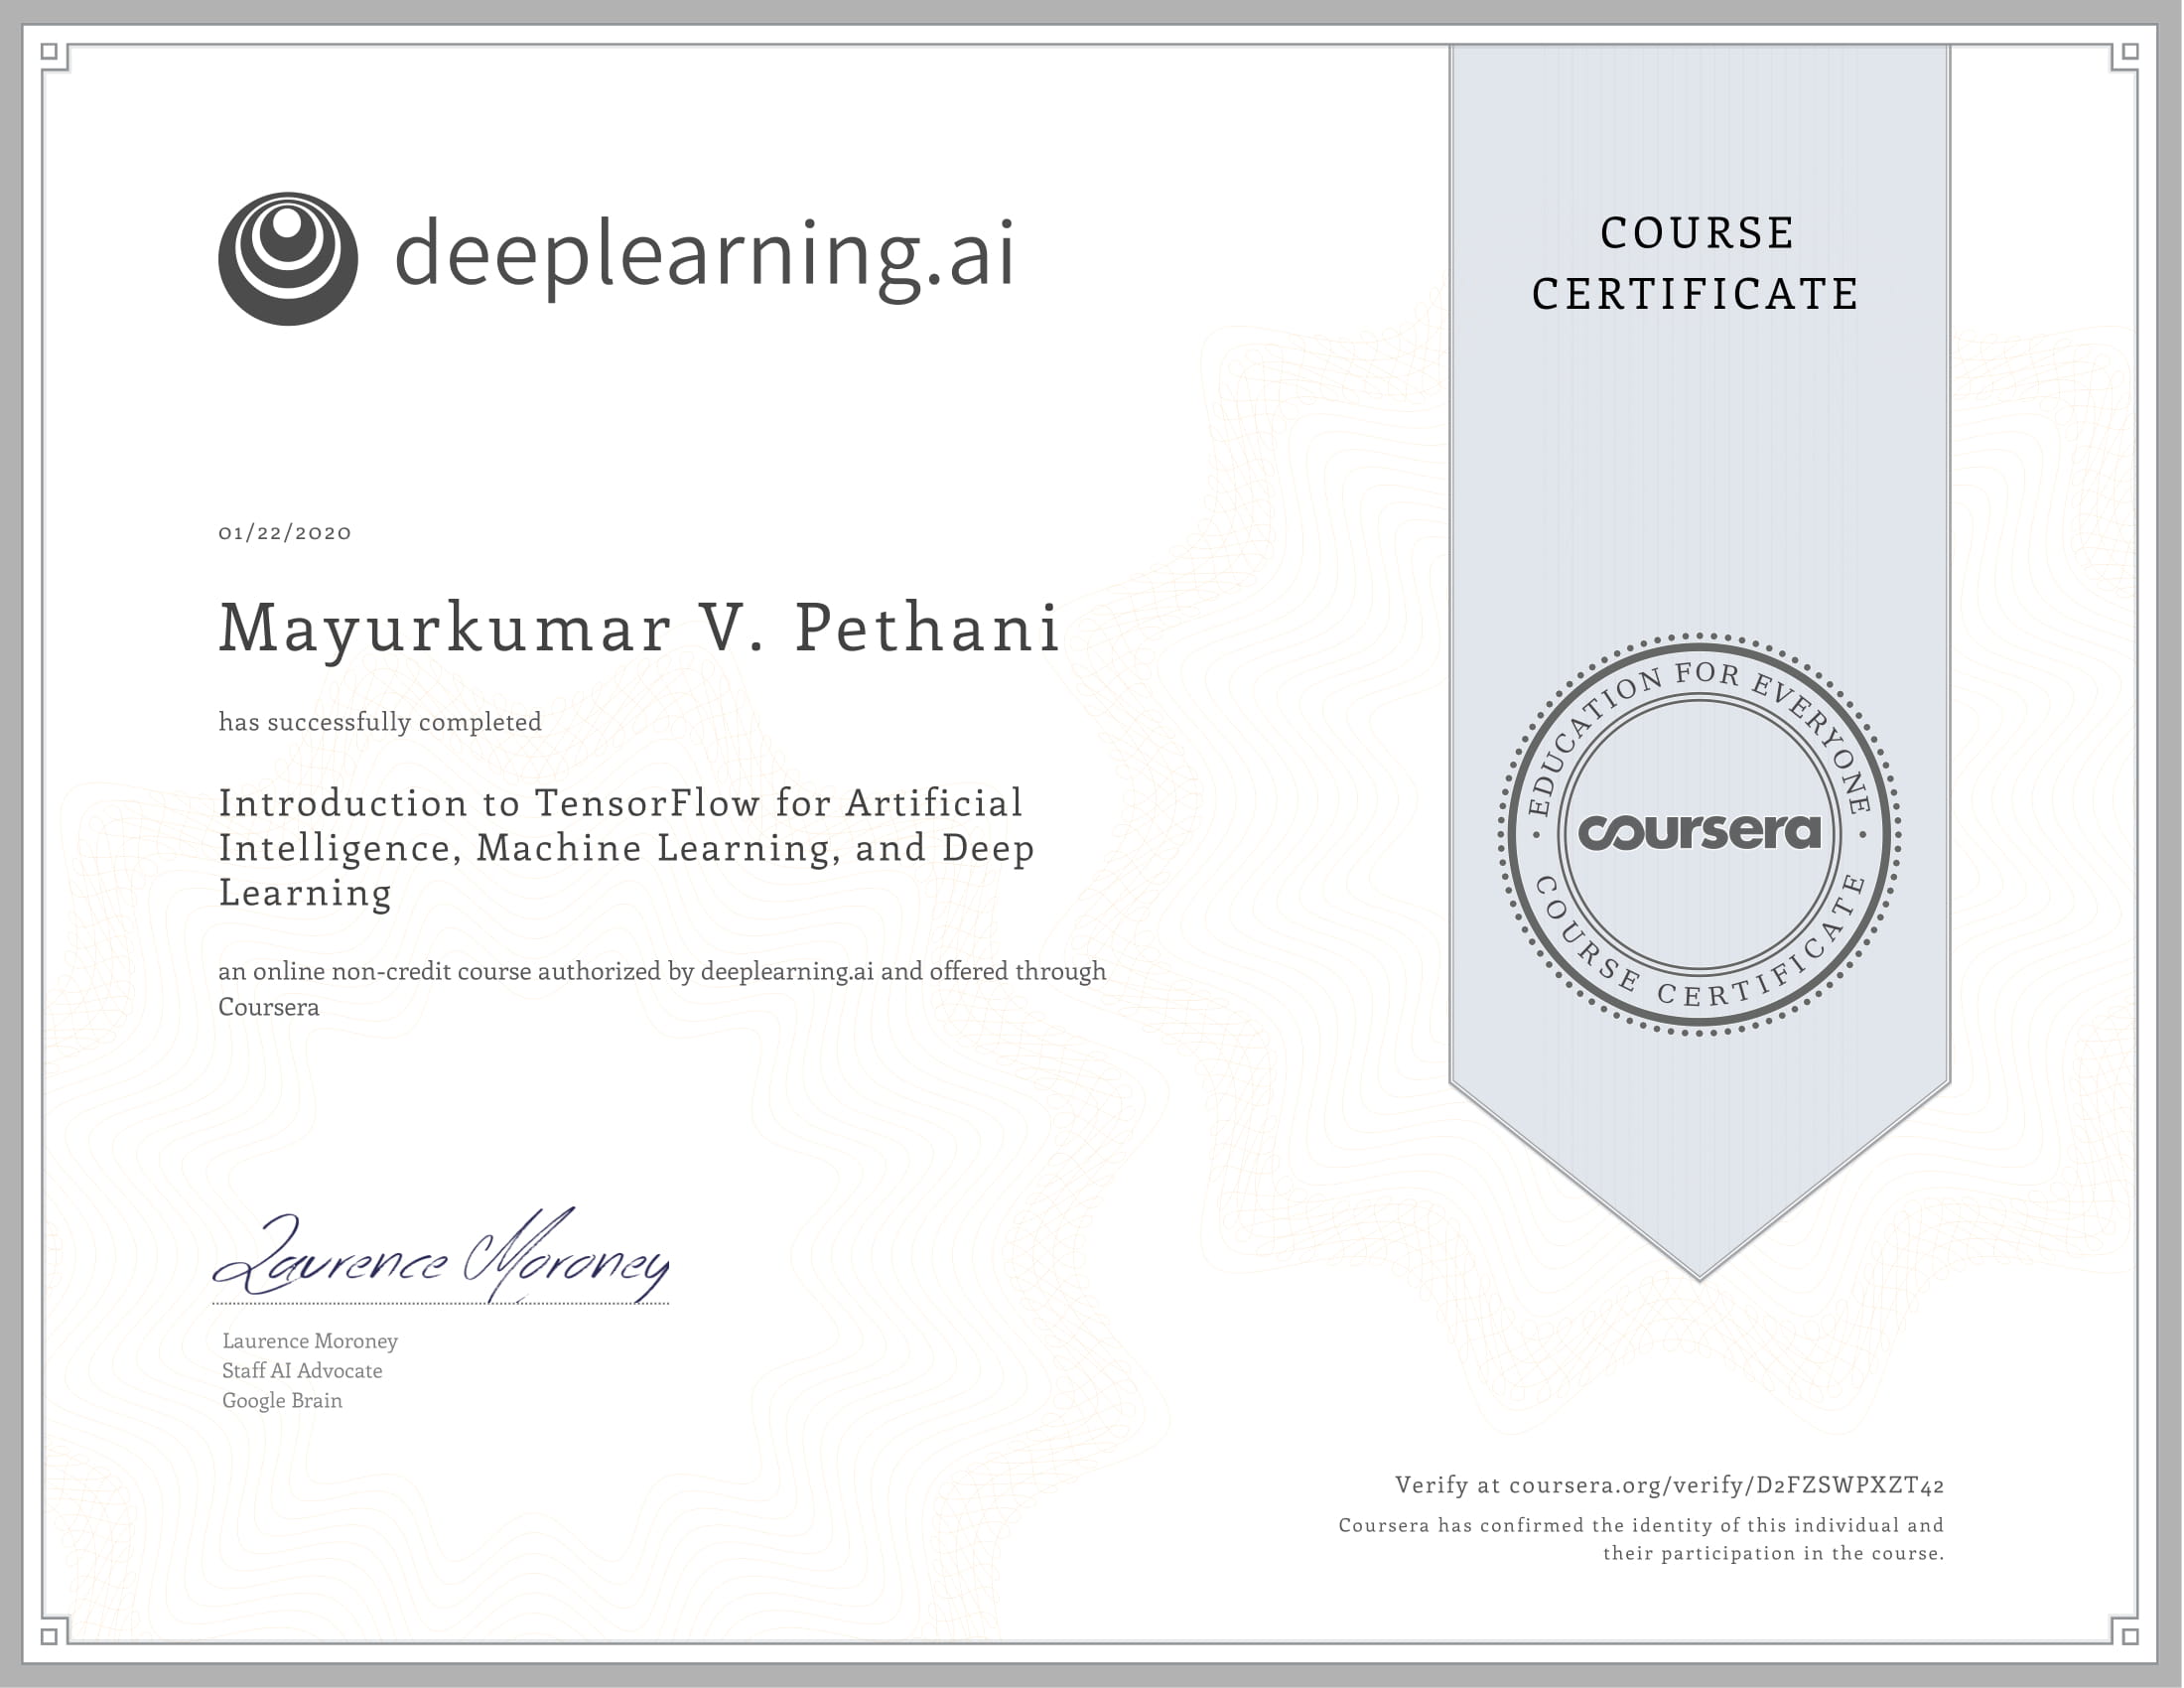 deeplearning.ai
COURSE
CERTIFICATE
01/22/2020
Mayurkumar V. Pethani
has successfully completed
Introduction to TensorFlow for Artificial
Intelligence, Machine Learning, and Deep
Learning
an online non-credit course authorized by deeplearning.ai and offered through
Coursera
EDUCATION FOR EVERYONE
coursera
COURSE CERTIFICATE
Laurence Moroney
Laurence Moroney
Staff AI Advocate
Google Brain
Verify at coursera.org/verify/D2FZSWPXZT42
Coursera has confirmed the identity of this individual and
their participation in the course.